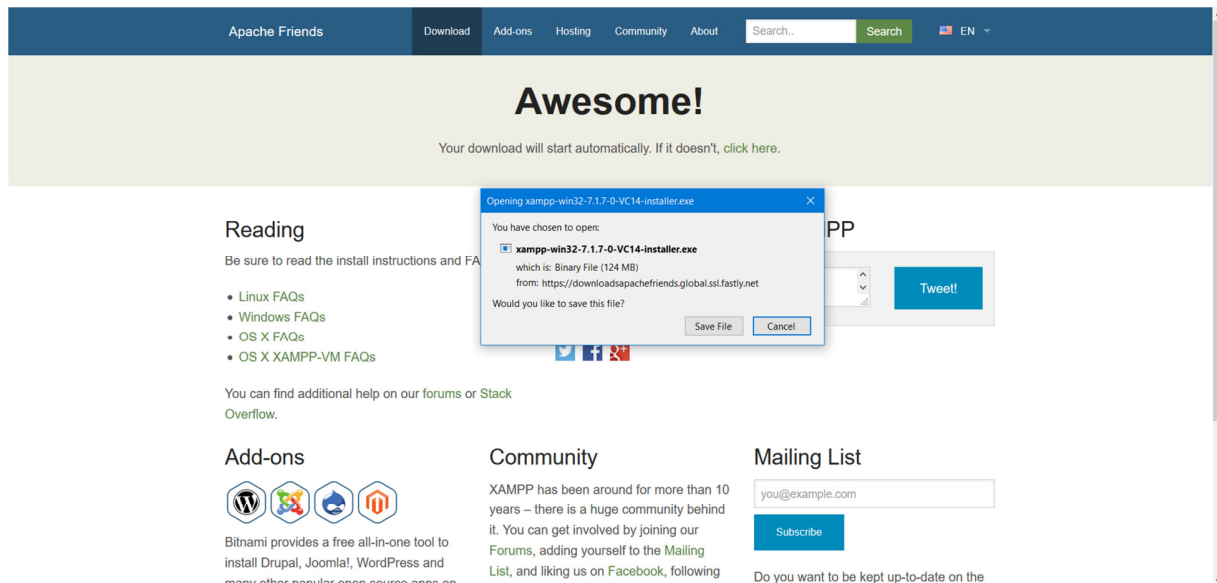 Apache Friends
Download
Add-ons
Hosting
Community
About
Search..
Search
EN
Awesome!
Your download will start automatically. If it doesn't, click here.
Opening xampp-win32-7.1.7-0-VC14-installer.exe
You have chosen to open:
xampp-win32-7.1.7-0-VC14-installer.exe
which is: Binary File (124 MB)
from: https://downloadsapachefriends.global.ssl.fastly.net
Would you like to save this file?
Save File
Cancel
Reading
Be sure to read the install instructions and FA
• Linux FAQs
• Windows FAQs
• OS X FAQs
• OS X XAMPP-VM FAQs
You can find additional help on our forums or Stack
Overflow.
PP
Tweet!
Add-ons
Bitnami provides a free all-in-one tool to
install Drupal, Joomla!, WordPress and
many other popular open source apps on
Community
XAMPP has been around for more than 10
years – there is a huge community behind
it. You can get involved by joining our
Forums, adding yourself to the Mailing
List, and liking us on Facebook, following
Mailing List
you@example.com
Subscribe
Do you want to be kept up-to-date on the